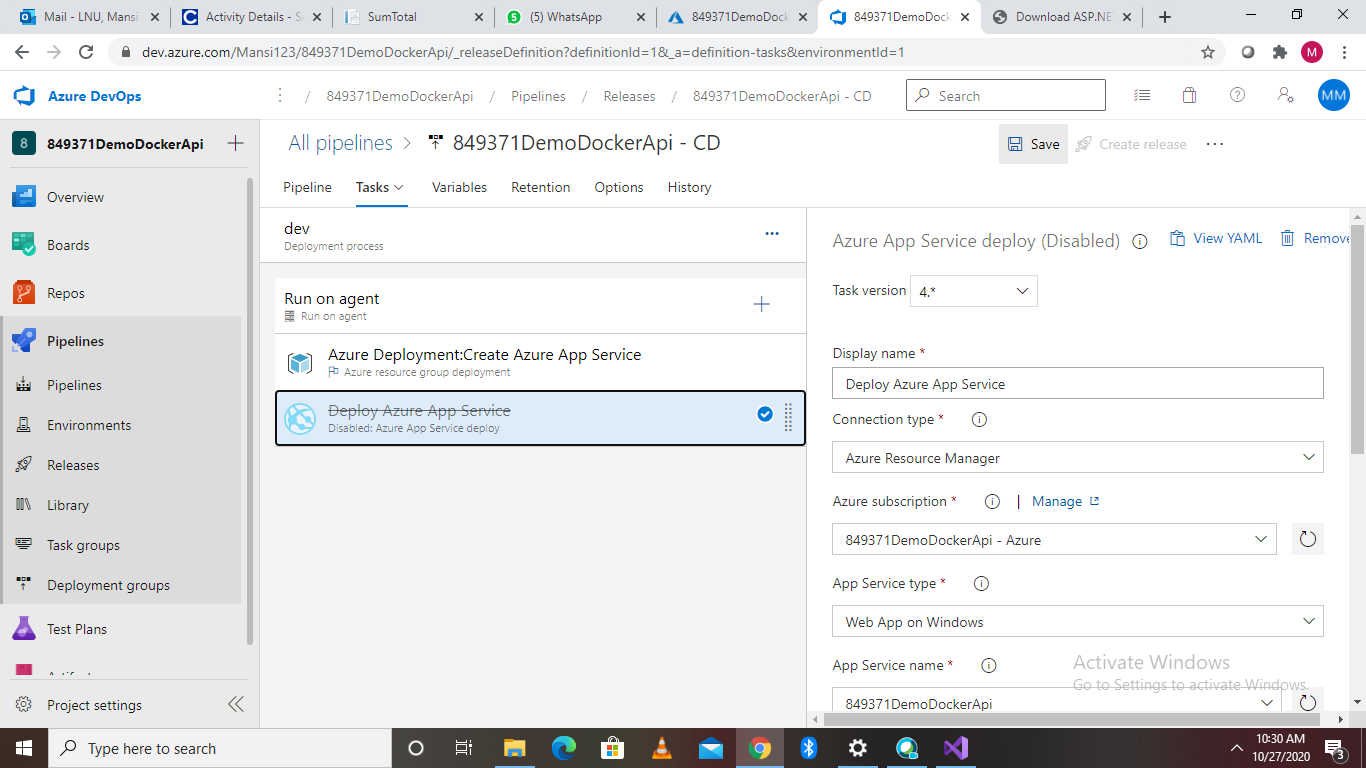 Mail - LNU, Mansi
Activity Details - S
SumTotal
(5) WhatsApp
849371DemoDock
849371DemoDock
Download ASP.NE
dev.azure.com/Mansi123/849371DemoDockerApi/_releaseDefinition?definitionId=1&_a=definition-tasks&environmentId=1
M
Azure DevOps
849371DemoDockerApi / Pipelines / Releases / 849371DemoDockerApi - CD
Search
MM
8
849371DemoDockerApi
Overview
Boards
Repos
Pipelines
Pipelines
Environments
Releases
Library
Task groups
Deployment groups
Test Plans
Project settings
All pipelines > 849371DemoDockerApi - CD
Save
Create release
Pipeline
Tasks
Variables
Retention
Options
History
dev
Deployment process
Run on agent
Run on agent
Azure Deployment:Create Azure App Service
Azure resource group deployment
Deploy Azure App Service
Disabled: Azure App Service deploy
Azure App Service deploy (Disabled)
View YAML
Remove
Task version 4.*
Display name *
Deploy Azure App Service
Connection type *
Azure Resource Manager
Azure subscription * | Manage
849371DemoDockerApi - Azure
App Service type *
Web App on Windows
App Service name *
849371DemoDockerApi
Activate Windows
Go to Settings to activate Windows.
Type here to search
10:30 AM
10/27/2020
3